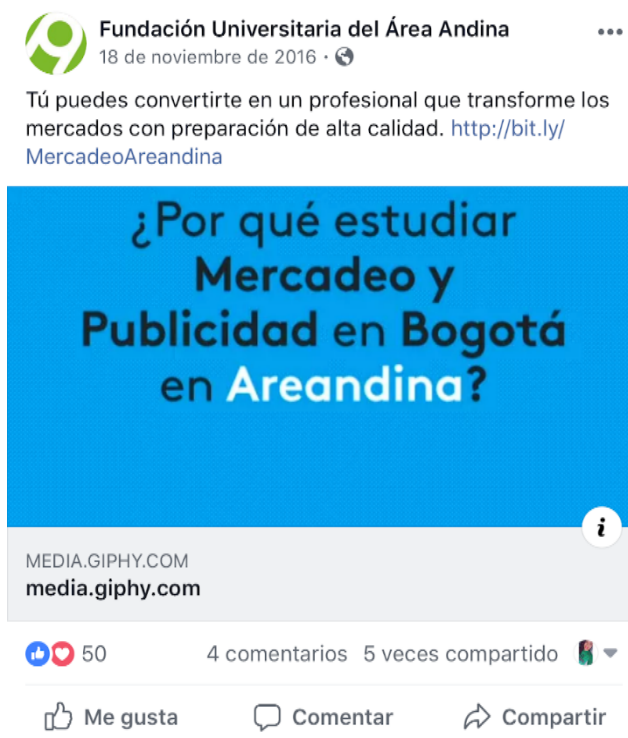 Fundación Universitaria del Área Andina
18 de noviembre de 2016 ·
Tú puedes convertirte en un profesional que transforme los
mercados con preparación de alta calidad. http://bit.ly/
MercadeoAreandina
¿Por qué estudiar
Mercadeo y
Publicidad en Bogotá
en Areandina?
i
MEDIA.GIPHY.COM
media.giphy.com
50 4 comentarios 5 veces compartido
Me gusta Comentar Compartir